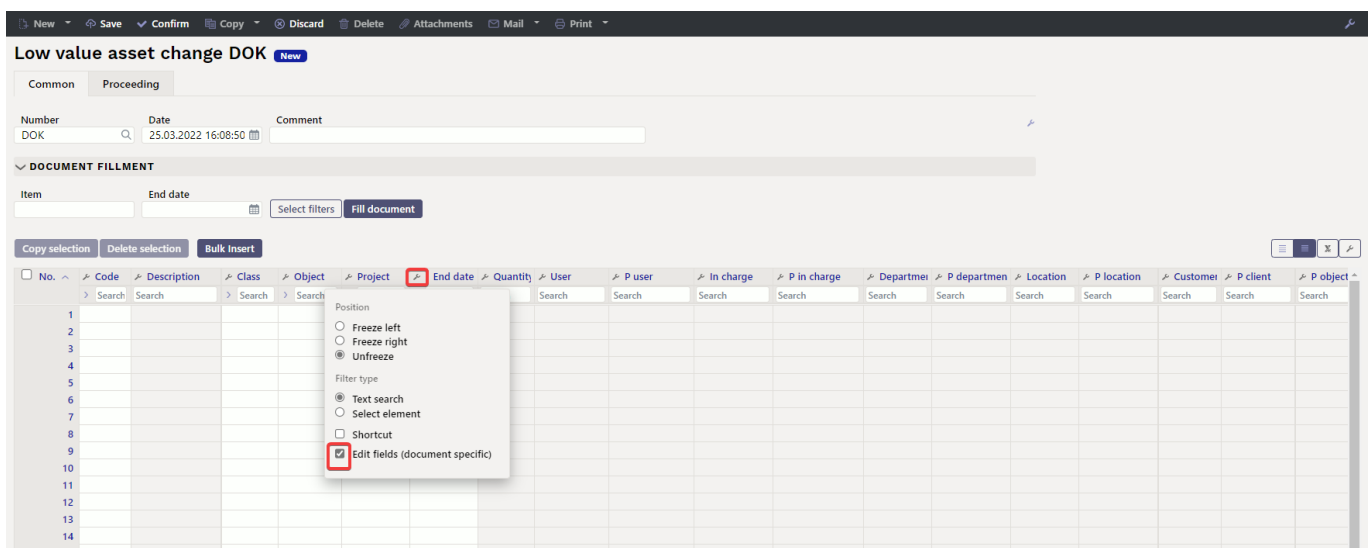 New Save Confirm Copy Discard Delete Attachments Mail Print
Low value asset change DOK New
Common Proceeding
Number Date Comment
DOK 25.03.2022 16:08:50
DOCUMENT FILLMENT
Item End date
Select filters Fill document
Copy selection Delete selection Bulk Insert
No. Code Description Class Object Project End date Quantity User P user In charge P in charge Departmen P departmen Location P location Customer P client P object
Search Search Search Search Search Search Search Search Search Search Search Search Search Search Search
Position
1
Freeze left
2
Freeze right
3
Unfreeze
4
Filter type
5
Text search
6
Select element
7
Shortcut
8
Edit fields (document specific)
9
10
11
12
13
14